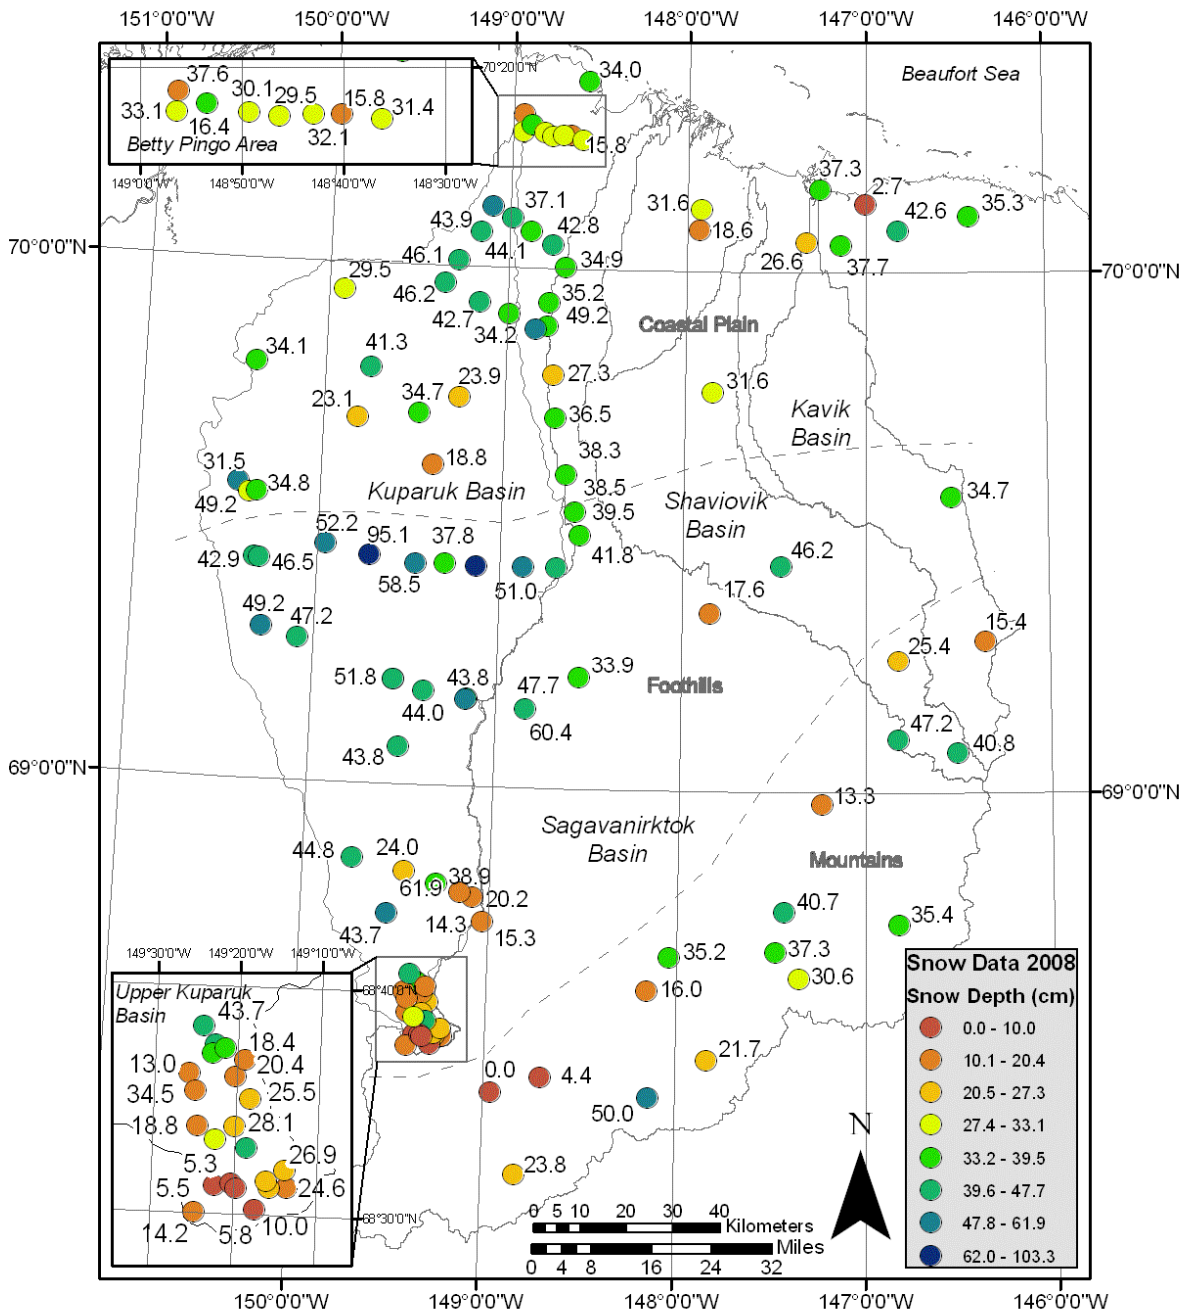 151°0'0"W 150°0'0"W 149°0'0"W 148°0'0"W 147°0'0"W 146°0'0"W
70°20'0"N
34.0
Beaufort Sea
37.6
30.1
29.5
15.8
31.4
33.1
16.4
32.1
Betty Pingo Area
15.8
149°0'0"W 148°50'0"W 148°40'0"W 148°30'0"W
37.3
2.7
35.3
42.6
31.6
18.6
26.6
37.7
37.1
43.9
42.8
44.1
70°0'0"N
46.1
34.9
70°0'0"N
29.5
46.2
35.2
42.7
49.2
34.2
Coastal Plain
34.1
41.3
23.9
27.3
34.7
23.1
31.6
36.5
Kavik
Basin
38.3
31.5
18.8
34.8
Kuparuk Basin
38.5
49.2
34.7
Shaviovik
Basin
39.5
52.2
95.1
37.8
41.8
42.9
46.5
58.5
51.0
46.2
17.6
49.2
47.2
15.4
25.4
51.8
43.8
33.9
47.7
44.0
Foothills
60.4
43.8
47.2
40.8
69°0'0"N
69°0'0"N
13.3
Sagavanirktok
Basin
44.8
24.0
Mountains
38.9
61.9
20.2
14.3
15.3
43.7
40.7
35.4
35.2
37.3
30.6
16.0
149°30'0"W 149°20'0"W 149°10'0"W
68°40'0"N
Upper Kuparuk
Basin
43.7
18.4
13.0
20.4
34.5
25.5
18.8
28.1
5.3
26.9
5.5
24.6
14.2
5.8
10.0
68°30'0"N
0.0
4.4
21.7
50.0
23.8
N
0 5 10 20 30 40
Kilometers
Miles
0 4 8 16 24 32
Snow Data 2008
Snow Depth (cm)
0.0 - 10.0
10.1 - 20.4
20.5 - 27.3
27.4 - 33.1
33.2 - 39.5
39.6 - 47.7
47.8 - 61.9
62.0 - 103.3
150°0'0"W 149°0'0"W 148°0'0"W 147°0'0"W 146°0'0"W